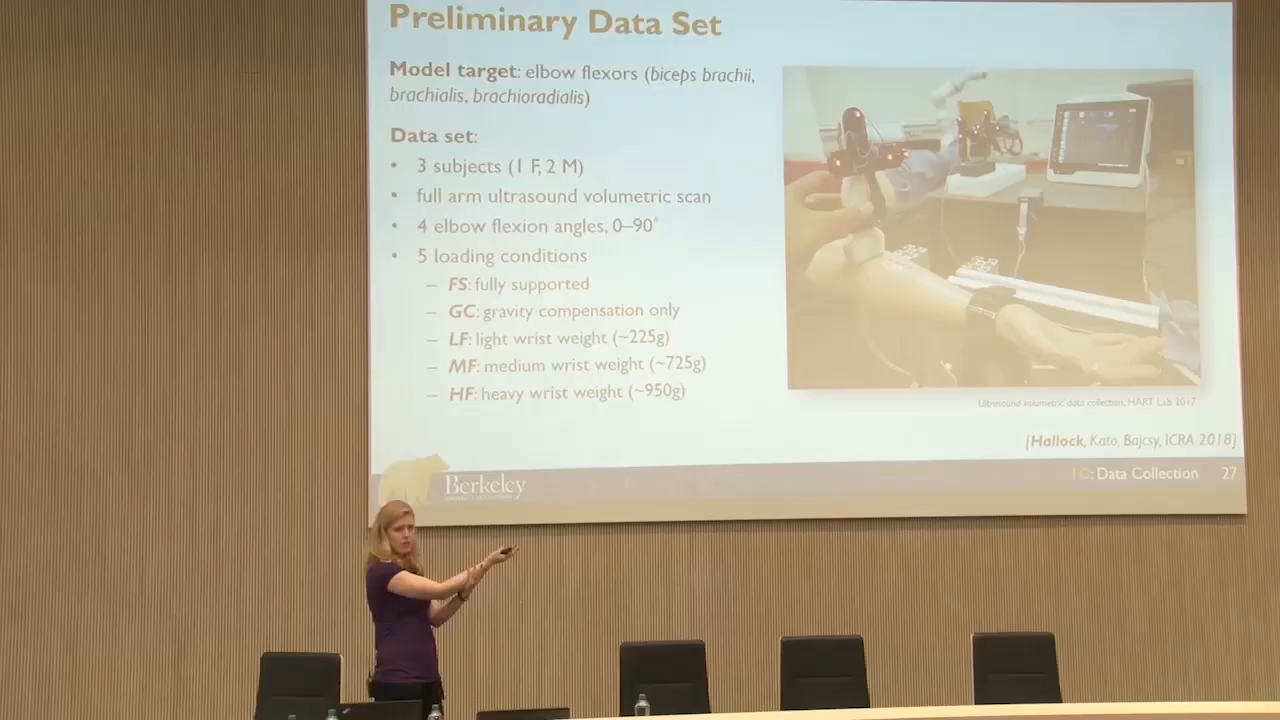 Preliminary Data Set
Model target: elbow flexors (biceps brachii,
brachialis, brachioradialis)
Data set:
• 3 subjects (1 F, 2 M)
• full arm ultrasound volumetric scan
• 4 elbow flexion angles, 0–90°
• 5 loading conditions
– FS: fully supported
– GC: gravity compensation only
– LF: light wrist weight (~225g)
– MF: medium wrist weight (~725g)
– HF: heavy wrist weight (~950g)
Ultrasound volumetric data collection, HART Lab 2017
[Hallock, Kato, Bajcsy, ICRA 2018]
Berkeley
: Data Collection 27